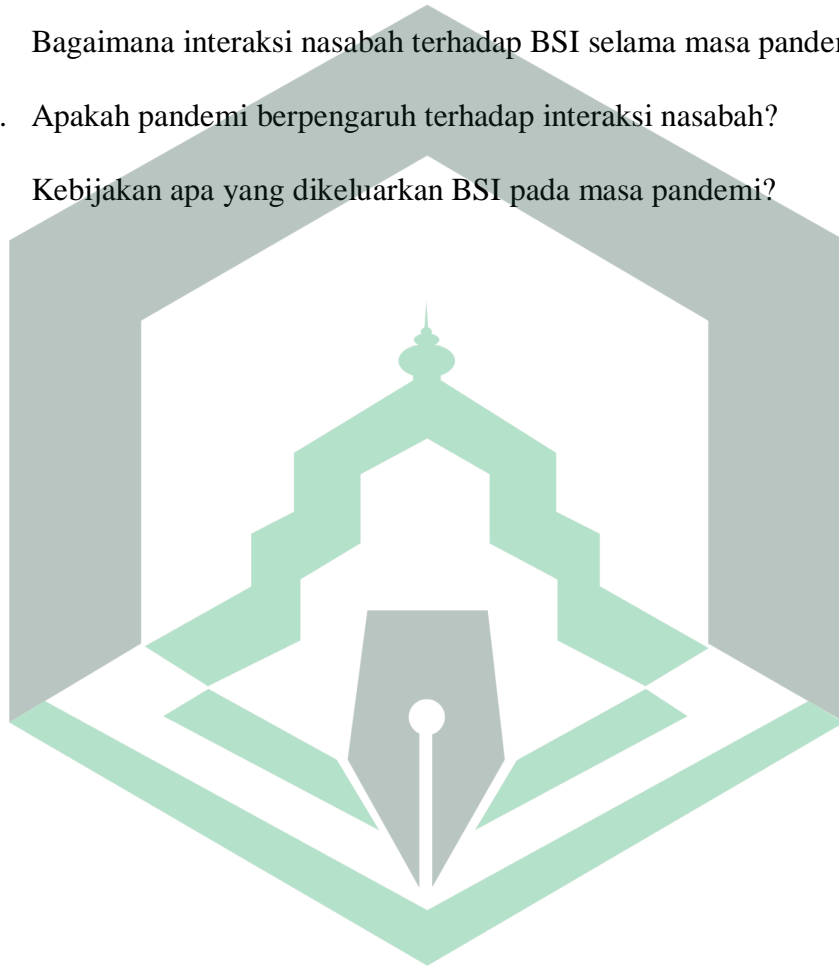 Bagaimana interaksi nasabah terhadap BSI selama masa
. Apakah pandemi berpengaruh terhadap interaksi nasabah?
Kebijakan apa yang dikeluarkan BSI pada masa pandemi?